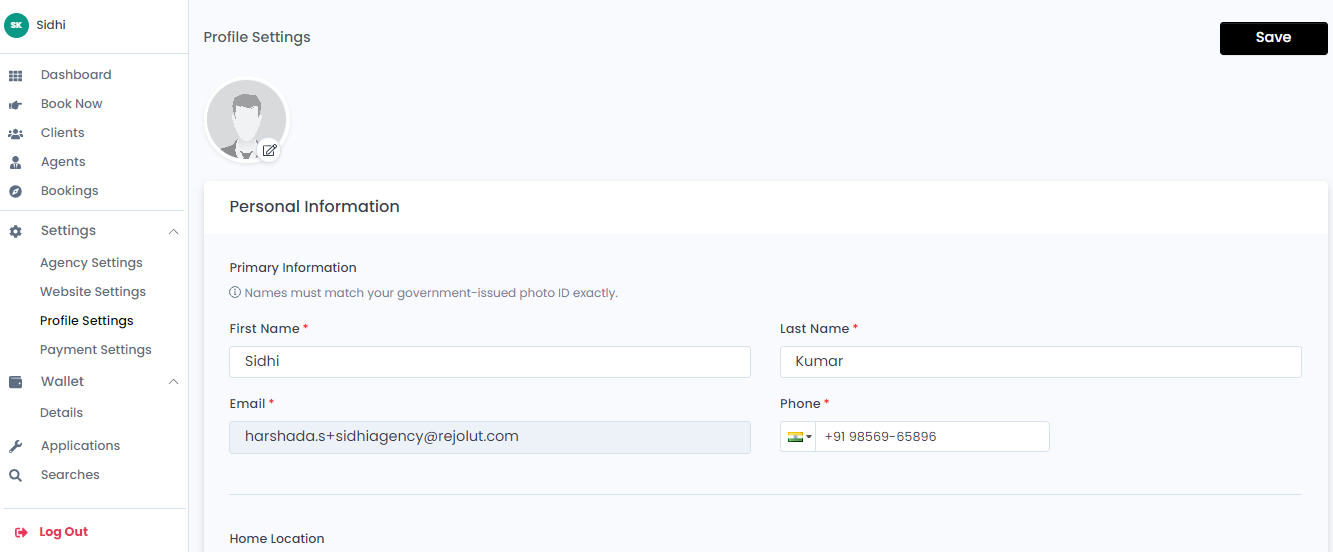 SK Sidhi
Dashboard
Book Now
Clients
Agents
Bookings
Settings
Agency Settings
Website Settings
Profile Settings
Payment Settings
Wallet
Details
Applications
Searches
Log Out
Profile Settings
Save
Personal Information
Primary Information
Names must match your government-issued photo ID exactly.
First Name * Last Name *
Sidhi Kumar
Email * Phone *
harshada.s+sidhiagency@rejolut.com +91 98569-65896
Home Location